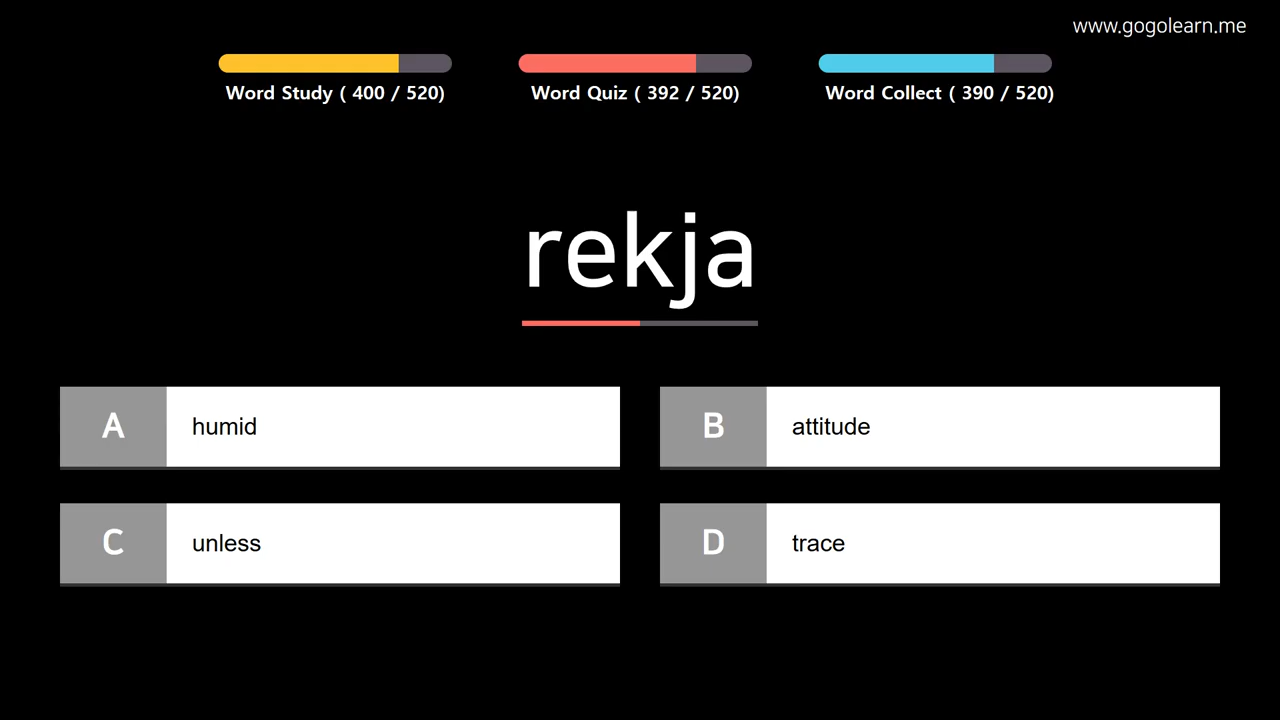 www.gogolearn.me
Word Study ( 400 / 520)
Word Quiz ( 392 / 520)
Word Collect ( 390 / 520)
rekja
A humid
B attitude
C unless
D trace